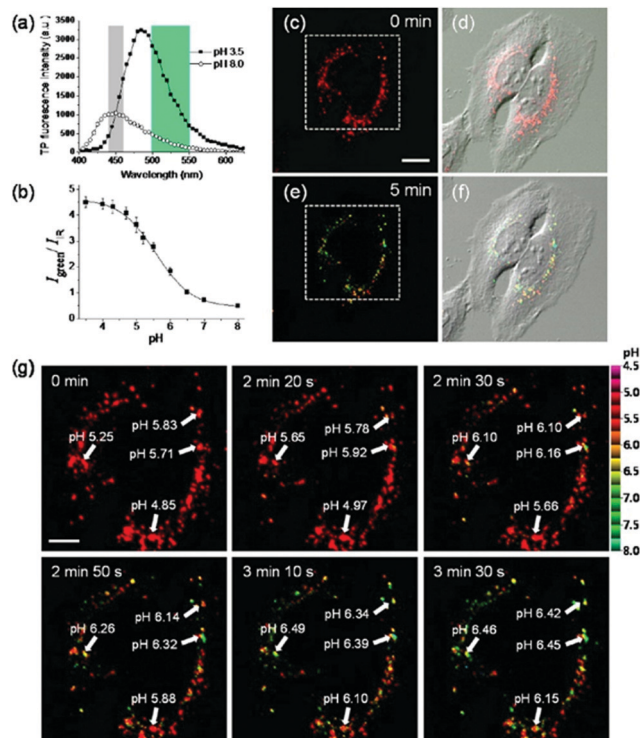 (a)
TP fluorescence intensity (a.u.)
3500
3000
2500
2000
1500
1000
500
0
pH 3.5
pH 8.0
400 450 500 550 600
Wavelength (nm)
(b)
Igreen / IIR
5
4
3
2
1
0
4 5 6 7 8
pH
(c) 0 min
(d)
(e) 5 min
(f)
(g)
0 min
pH 5.83
pH 5.25
pH 5.71
pH 4.85
2 min 20 s
pH 5.78
pH 5.65
pH 5.92
pH 4.97
2 min 30 s
pH 6.10
pH 6.10
pH 6.16
pH 5.66
pH
4.5
5.0
5.5
6.0
6.5
7.0
7.5
8.0
2 min 50 s
pH 6.14
pH 6.26
pH 6.32
pH 5.88
3 min 10 s
pH 6.34
pH 6.49
pH 6.39
pH 6.10
3 min 30 s
pH 6.42
pH 6.46
pH 6.45
pH 6.15